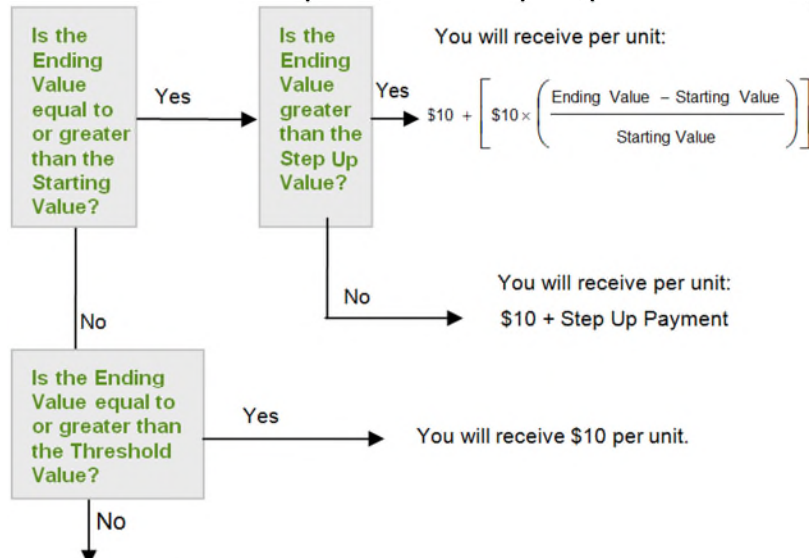 Is the
Ending
Value
equal to
or greater
than the
Starting
Value?
Yes
Is the
Ending
Value
greater
than the
Step Up
Value?
Yes
You will receive per unit:
$10 + [ $10 × ( Ending Value – Starting Value
Starting Value ) ]
No
You will receive per unit:
$10 + Step Up Payment
No
Is the Ending
Value equal to
or greater than
the Threshold
Value?
Yes
You will receive $10 per unit.
No